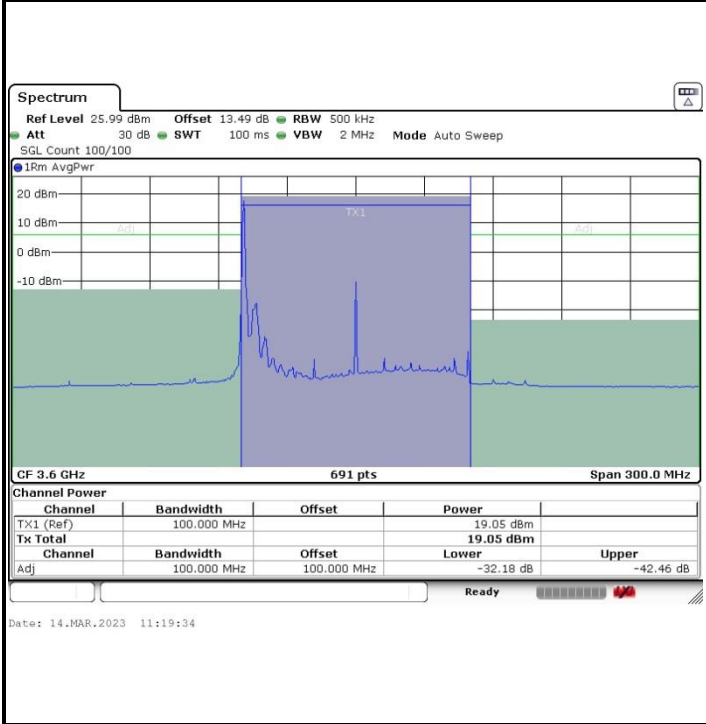 Spectrum
Ref Level 25.99 dBm Offset 13.49 dB RBW 500 kHz
Att 30 dB SWT 100 ms VBW 2 MHz Mode Auto Sweep
SGL Count 100/100
1Rm AvgPwr
20 dBm
TX1
10 dBm
Adj
Adj
0 dBm
-10 dBm
CF 3.6 GHz 691 pts Span 300.0 MHz
Channel Power
Channel Bandwidth Offset Power
TX1 (Ref) 100.000 MHz 19.05 dBm
Tx Total 19.05 dBm
Channel Bandwidth Offset Lower Upper
Adj 100.000 MHz 100.000 MHz -32.18 dB -42.46 dB
Ready
Date: 14.MAR.2023 11:19:34